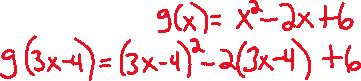 g(x) = x²-2x+6
g(3x-4)=(3x-4)²-2(3x-4) +6